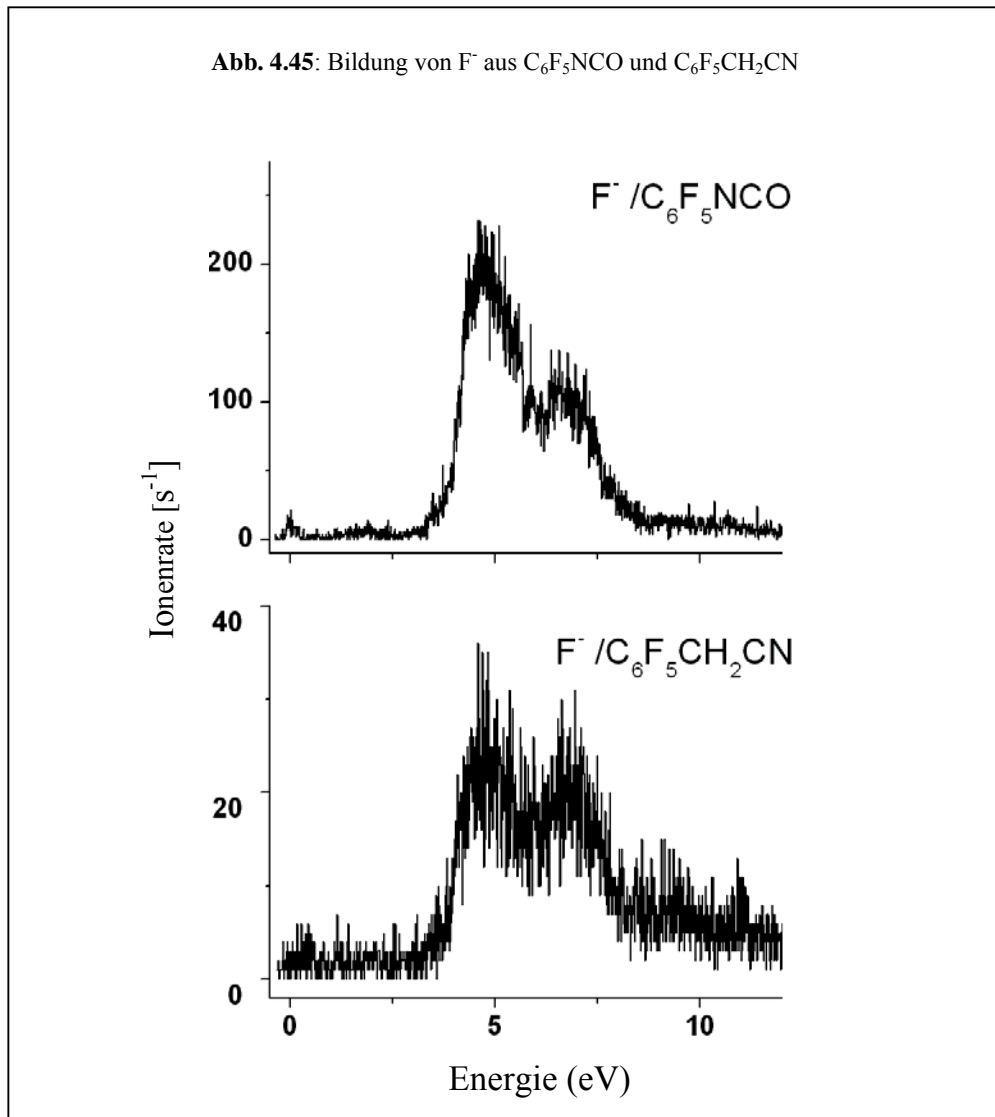 Abb. 4.45: Bildung von F⁻ aus C₆F₅NCO und C₆F₅CH₂CN
F⁻ /C₆F₅NCO
200
100
0
Ionenrate [s⁻¹]
40
F⁻ /C₆F₅CH₂CN
20
0
0 5 10
Energie (eV)